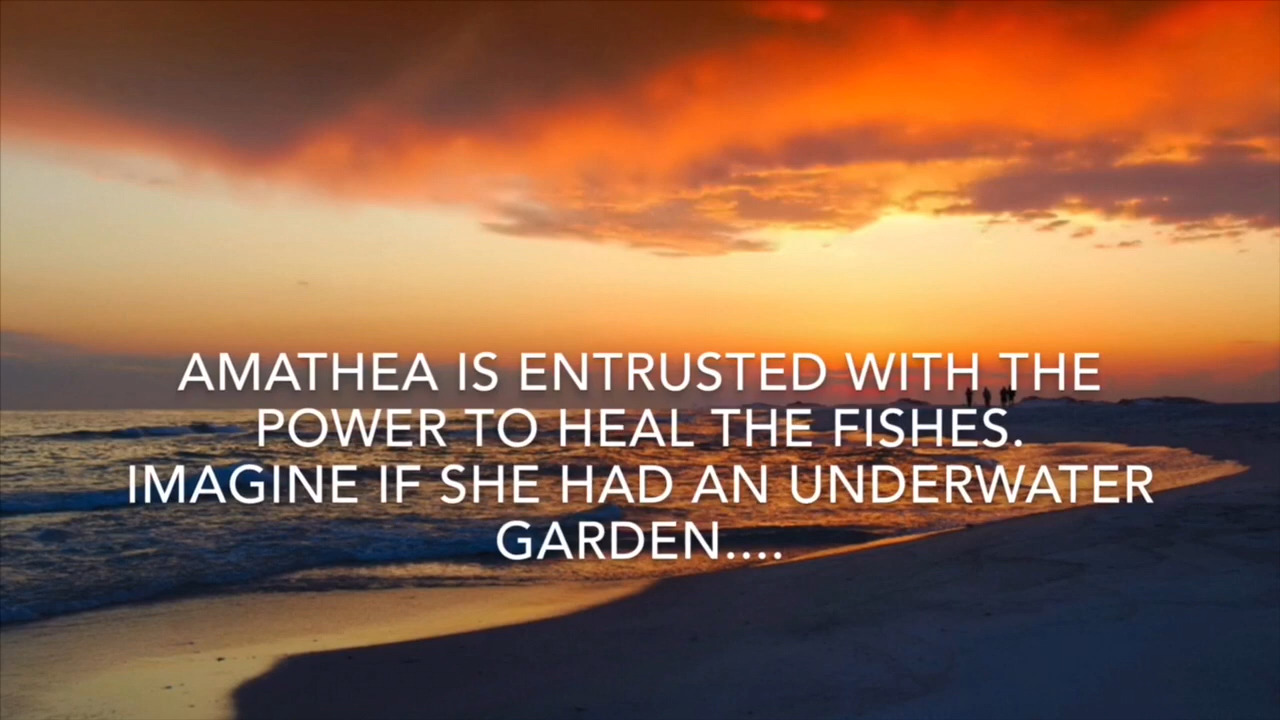 AMATHEA IS ENTRUSTED WITH THE
POWER TO HEAL THE FISHES.
IMAGINE IF SHE HAD AN UNDERWATER
GARDEN....